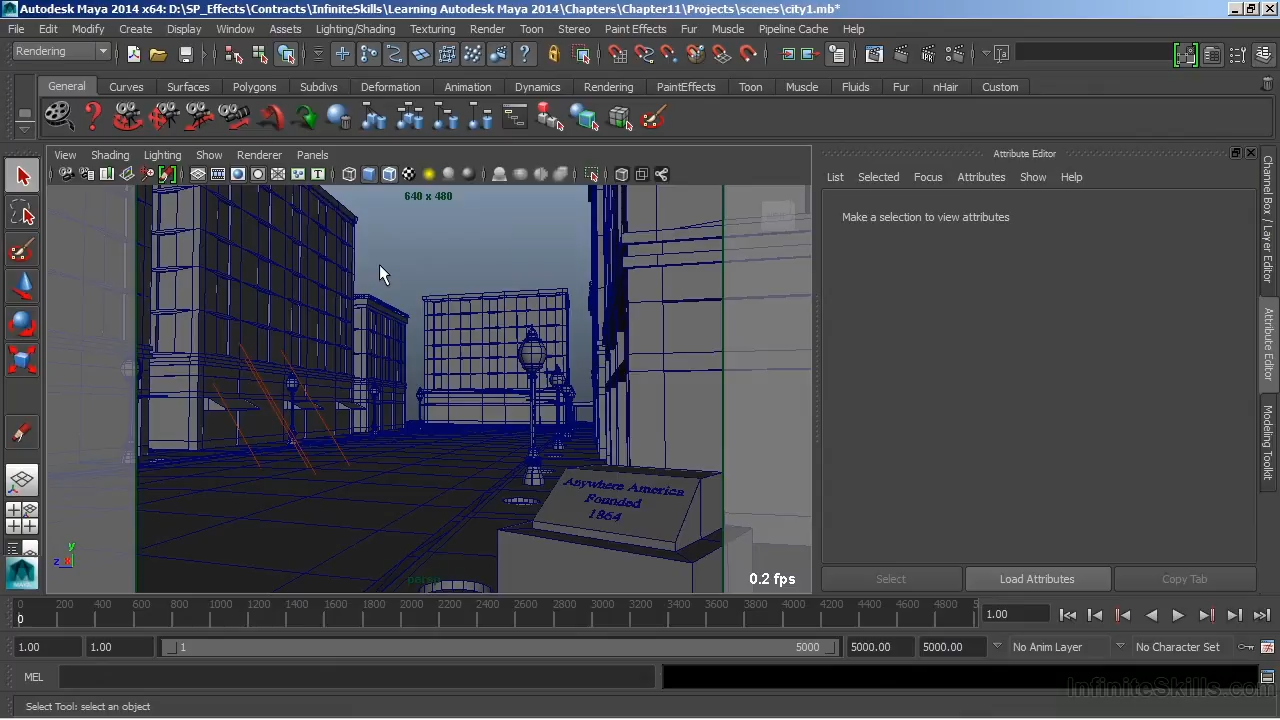 Autodesk Maya 2014 x64: D:\SP_Effects\Contracts\InfiniteSkills\Learning Autodesk Maya 2014\Chapters\Chapter11\Projects\scenes\city1.mb*
File Edit Modify Create Display Window Assets Lighting/Shading Texturing Render Toon Stereo Paint Effects Fur Muscle Pipeline Cache Help
Rendering
General Curves Surfaces Polygons Subdivs Deformation Animation Dynamics Rendering PaintEffects Toon Muscle Fluids Fur nHair Custom
View Shading Lighting Show Renderer Panels
Attribute Editor
List Selected Focus Attributes Show Help
640 x 480
Make a selection to view attributes
Channel Box / Layer Editor
Attribute Editor
Modeling Toolkit
Anywhere America
Founded
1864
persp
0.2 fps
z x
y
Select Load Attributes Copy Tab
0 200 400 600 800 1000 1200 1400 1600 1800 2000 2200 2400 2600 2800 3000 3200 3400 3600 3800 4000 4200 4400 4600 4800 5
0
1.00
1.00 1.00 1 5000 5000.00 5000.00 No Anim Layer No Character Set
MEL
InfiniteSkills.com
Select Tool: select an object